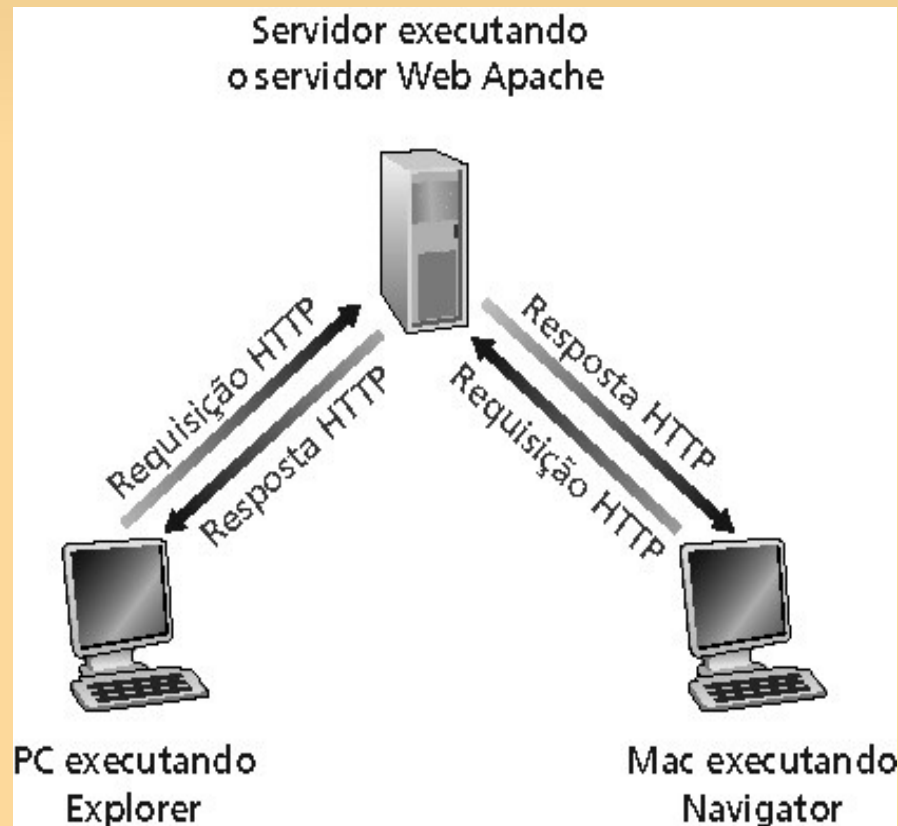 Servidor executando
o servidor Web Apache
Requisição HTTP
Resposta HTTP
Resposta HTTP
Requisição HTTP
PC executando
Explorer
Mac executando
Navigator